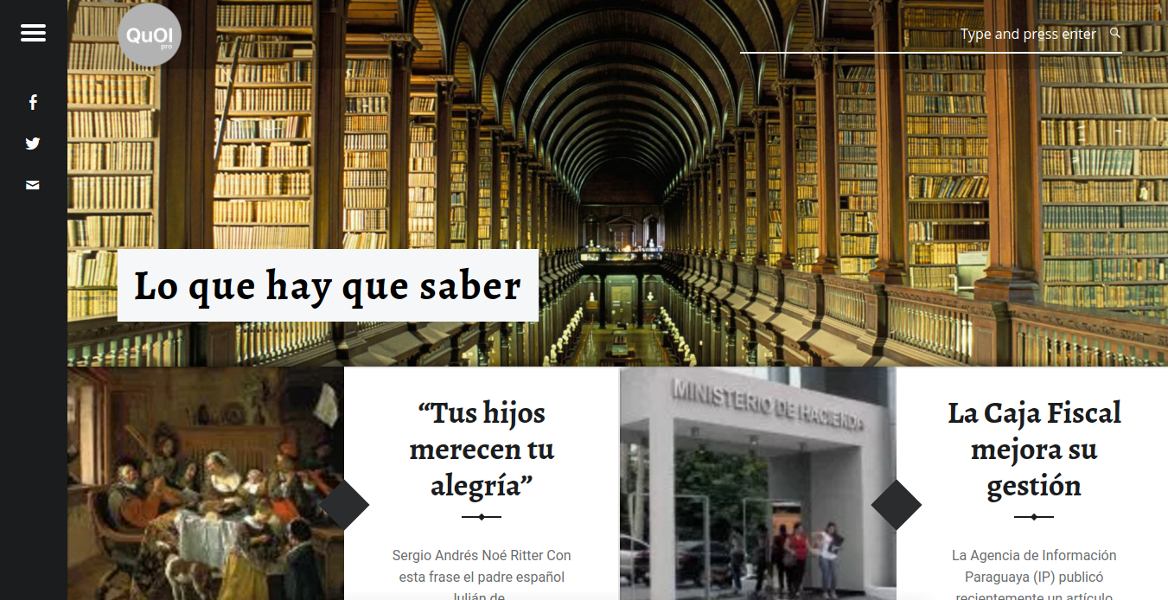 QuOI
pro
Type and press enter
Lo que hay que saber
“Tus hijos
merecen tu
alegría”
Sergio Andrés Noé Ritter Con
esta frase el padre español
Julián de
MINISTERIO DE HACIENDA
La Caja Fiscal
mejora su
gestión
La Agencia de Información
Paraguaya (IP) publicó
recientemente un artículo